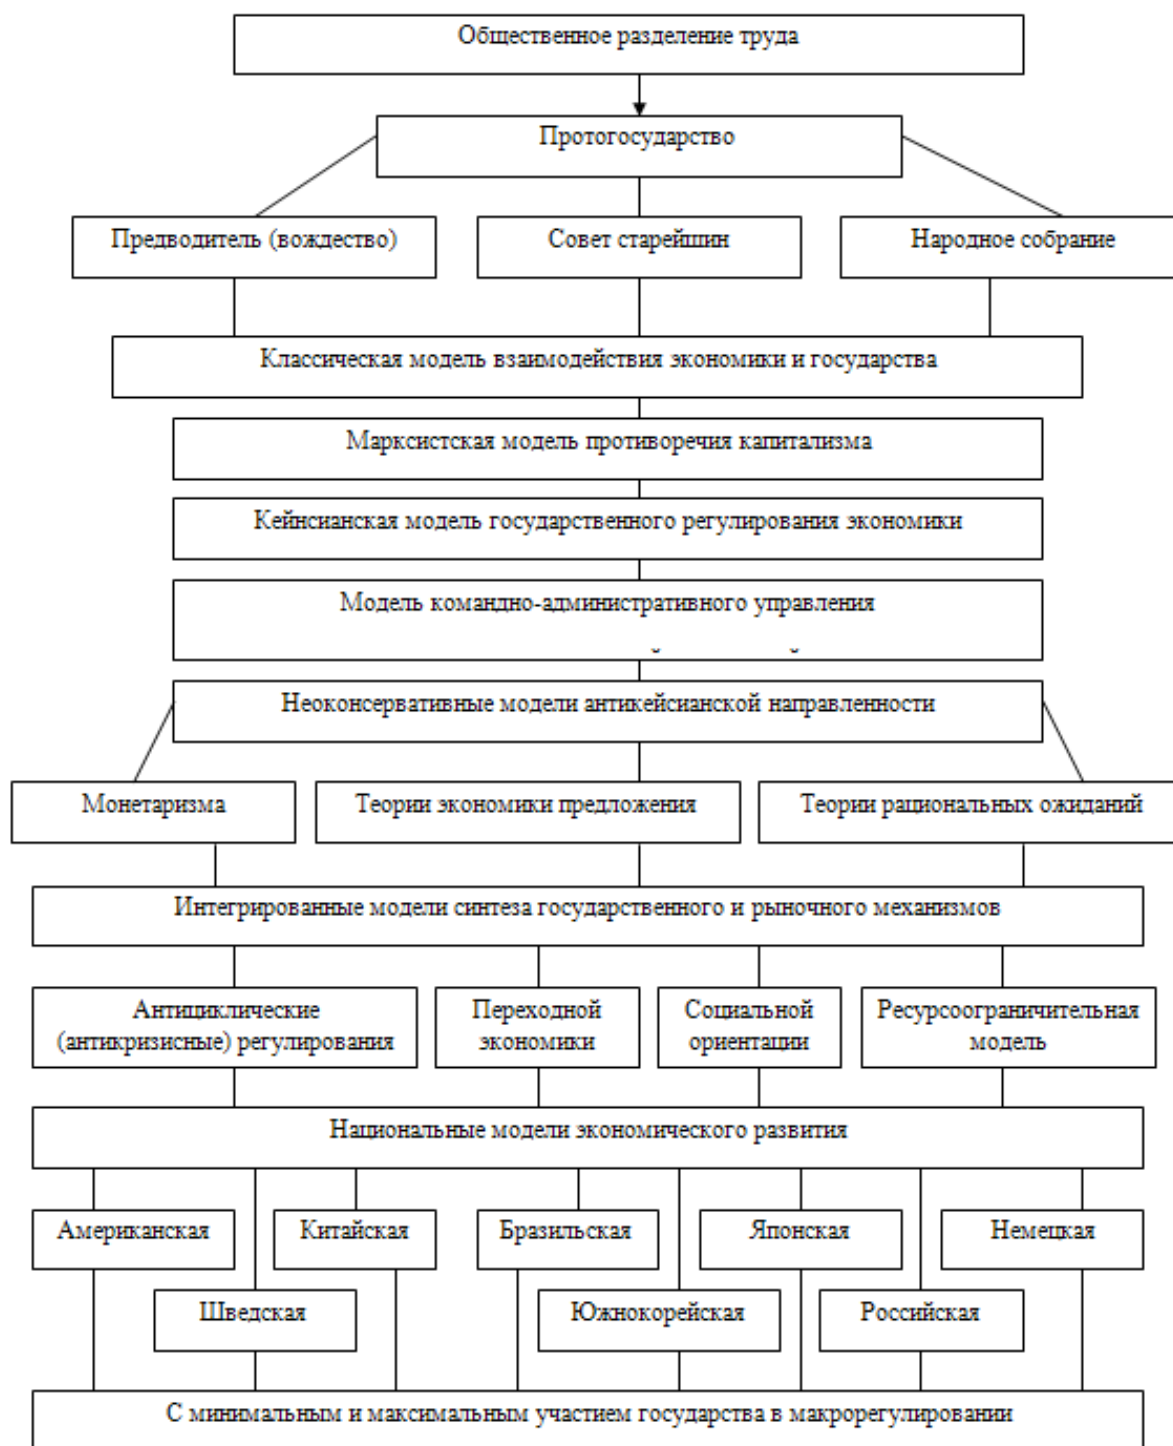 Общественное разделение труда
Протогосударство
Предводитель (вождество)
Совет старейшин
Народное собрание
Классическая модель взаимодействия экономики и государства
Марксистская модель противоречия капитализма
Кейнсианская модель государственного регулирования экономики
Модель командно-административного управления
Неоконсервативные модели антикейсианской направленности
Монетаризма
Теории экономики предложения
Теории рациональных ожиданий
Интегрированные модели синтеза государственного и рыночного механизмов
Антициклические
(антикризисные) регулирования
Переходной
экономики
Социальной
ориентации
Ресурсоограничительная
модель
Национальные модели экономического развития
Американская
Китайская
Бразильская
Японская
Немецкая
Шведская
Южнокорейская
Российская
С минимальным и максимальным участием государства в макрорегулировании